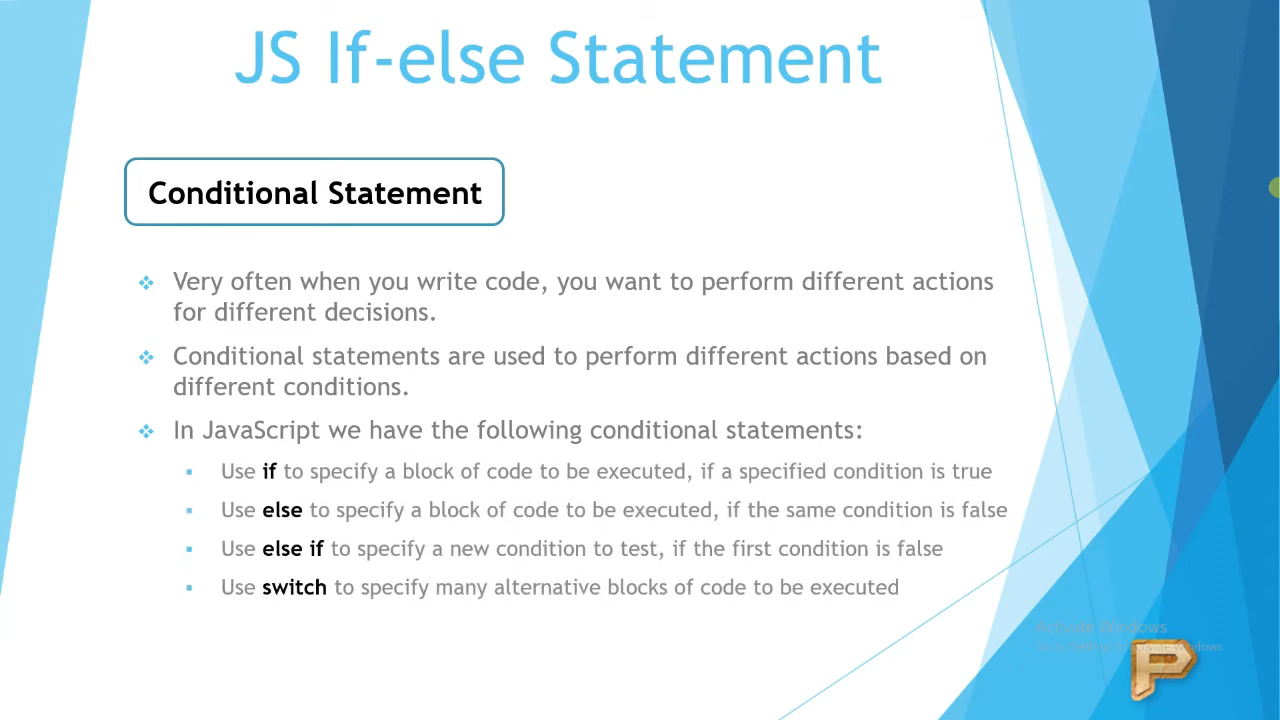 JS If-else Statement
Conditional Statement
Very often when you write code, you want to perform different actions
for different decisions.
Conditional statements are used to perform different actions based on
different conditions.
In JavaScript we have the following conditional statements:
Use if to specify a block of code to be executed, if a specified condition is true
Use else to specify a block of code to be executed, if the same condition is false
Use else if to specify a new condition to test, if the first condition is false
Use switch to specify many alternative blocks of code to be executed
Activate Windows
P